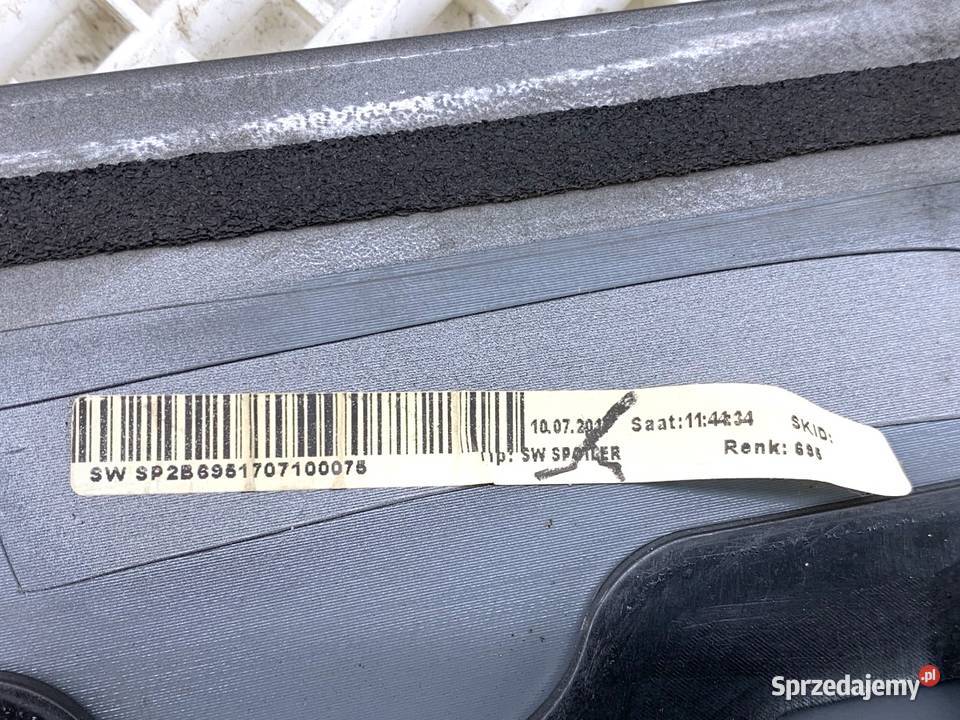 10.07.201 Saat:11:44:34 SKID:
SW SPOILER Renk: 695
SW SP2B6951707100075
Sprzedajemy.pl